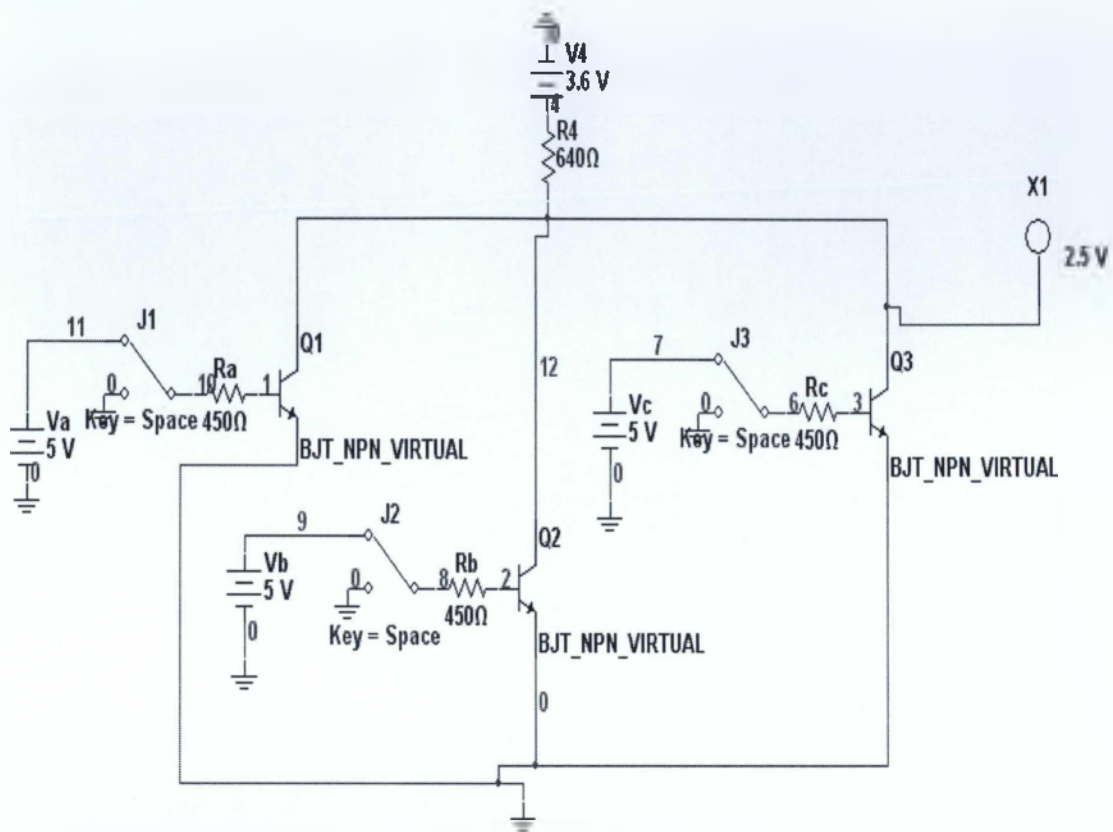 V4
3.6 V
4
R4
640Ω
X1
2.5 V
11
J1
Q1
Ra
0
10
1
Key = Space
450Ω
Va
5 V
0
BJT_NPN_VIRTUAL
12
7
J3
Q3
Rc
0
6
3
Key = Space
450Ω
Vc
5 V
0
BJT_NPN_VIRTUAL
9
J2
Q2
Rb
0
8
2
Vb
5 V
450Ω
Key = Space
0
BJT_NPN_VIRTUAL
0